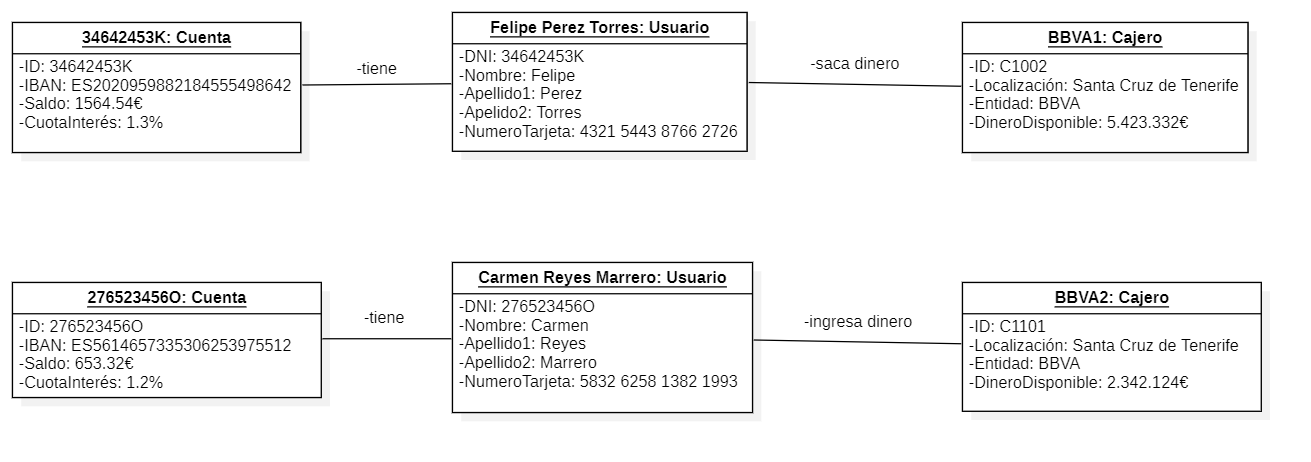 34642453K: Cuenta
-ID: 34642453K
-IBAN: ES2020959882184555498642
-Saldo: 1564.54€
-CuotaInterés: 1.3%
-tiene
Felipe Perez Torres: Usuario
-DNI: 34642453K
-Nombre: Felipe
-Apellido1: Perez
-Apelido2: Torres
-NumeroTarjeta: 4321 5443 8766 2726
-saca dinero
BBVA1: Cajero
-ID: C1002
-Localización: Santa Cruz de Tenerife
-Entidad: BBVA
-DineroDisponible: 5.423.332€
276523456O: Cuenta
-ID: 276523456O
-IBAN: ES5614657335306253975512
-Saldo: 653.32€
-CuotaInterés: 1.2%
-tiene
Carmen Reyes Marrero: Usuario
-DNI: 276523456O
-Nombre: Carmen
-Apellido1: Reyes
-Apellido2: Marrero
-NumeroTarjeta: 5832 6258 1382 1993
-ingresa dinero
BBVA2: Cajero
-ID: C1101
-Localización: Santa Cruz de Tenerife
-Entidad: BBVA
-DineroDisponible: 2.342.124€